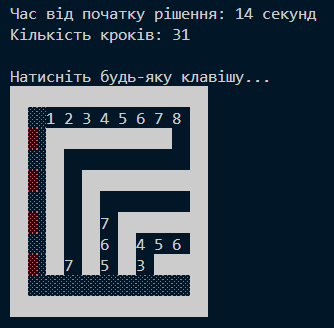 Час від початку рішення: 14 секунд
Кількість кроків: 31
Натисніть будь-яку клавішу...
1 2 3 4 5 6 7 8
7
6 4 5 6
7 5 3